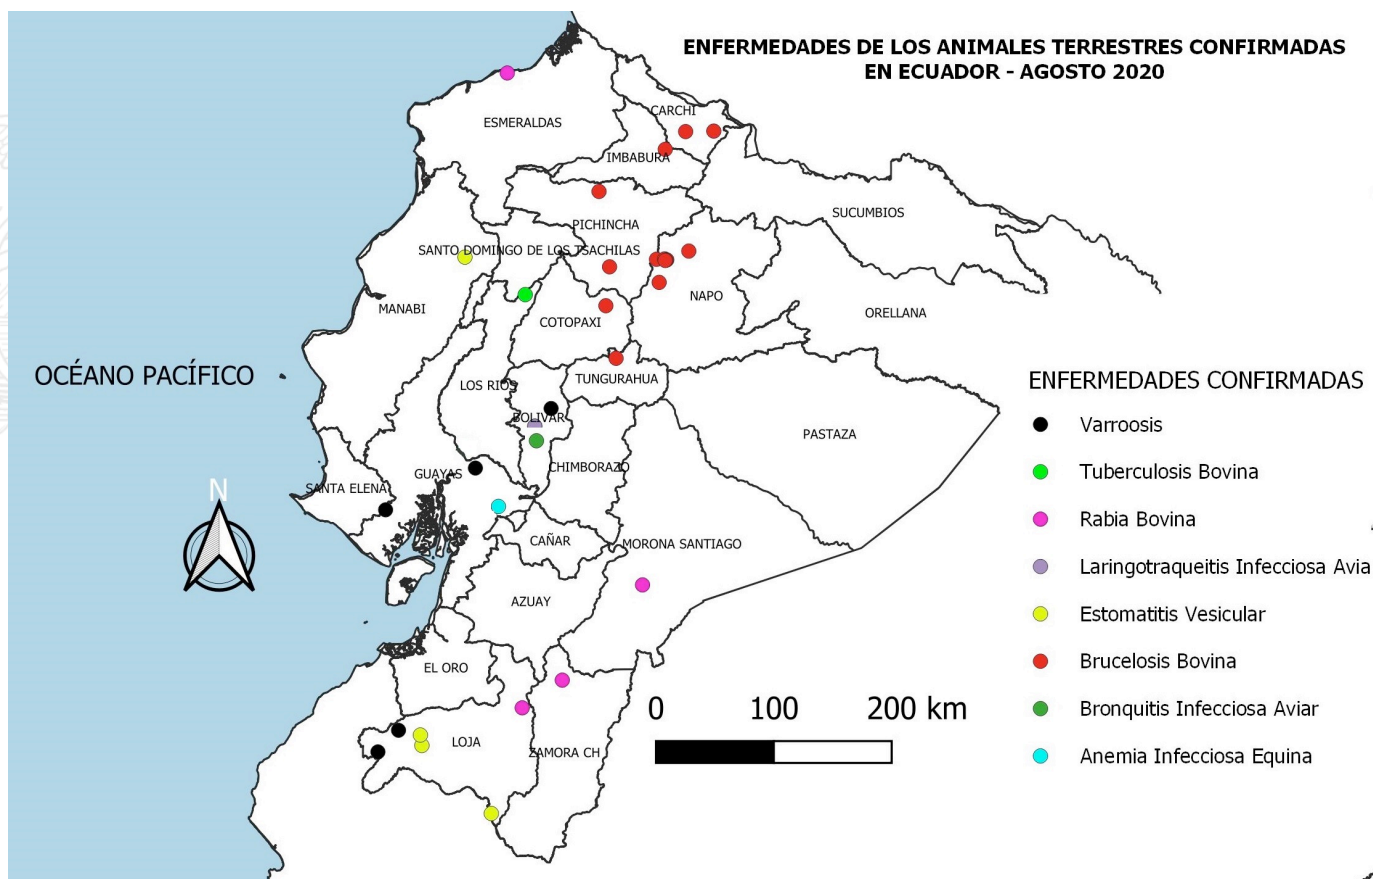 ENFERMEDADES DE LOS ANIMALES TERRESTRES CONFIRMADAS
EN ECUADOR - AGOSTO 2020
CARCHI
ESMERALDAS
IMBABURA
SUCUMBIOS
PICHINCHA
SANTO DOMINGO DE LOS TSACHILAS
NAPO
MANABI
ORELLANA
COTOPAXI
OCÉANO PACÍFICO
TUNGURAHUA
LOS RIOS
BOLIVAR
PASTAZA
CHIMBORAZO
GUAYAS
SANTA ELENA
N
CAÑAR
MORONA SANTIAGO
AZUAY
EL ORO
LOJA
ZAMORA CH
0 100 200 km
ENFERMEDADES CONFIRMADAS
Varroosis
Tuberculosis Bovina
Rabia Bovina
Laringotraqueitis Infecciosa Avia
Estomatitis Vesicular
Brucelosis Bovina
Bronquitis Infecciosa Aviar
Anemia Infecciosa Equina